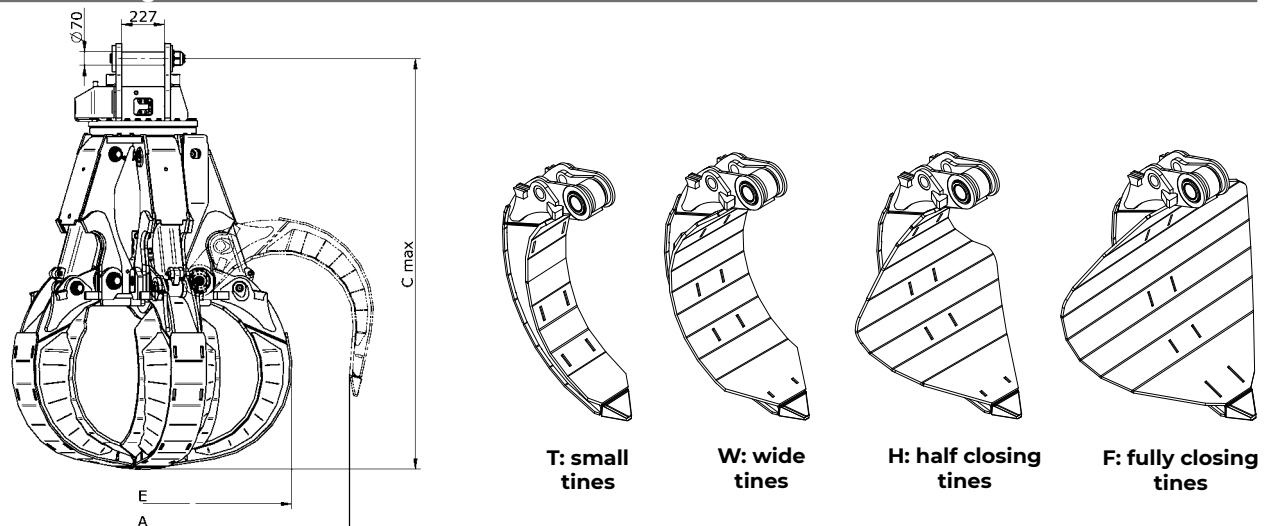 227
Ø70
C max
E
A
T: small
tines
W: wide
tines
H: half closing
tines
F: fully closing
tines